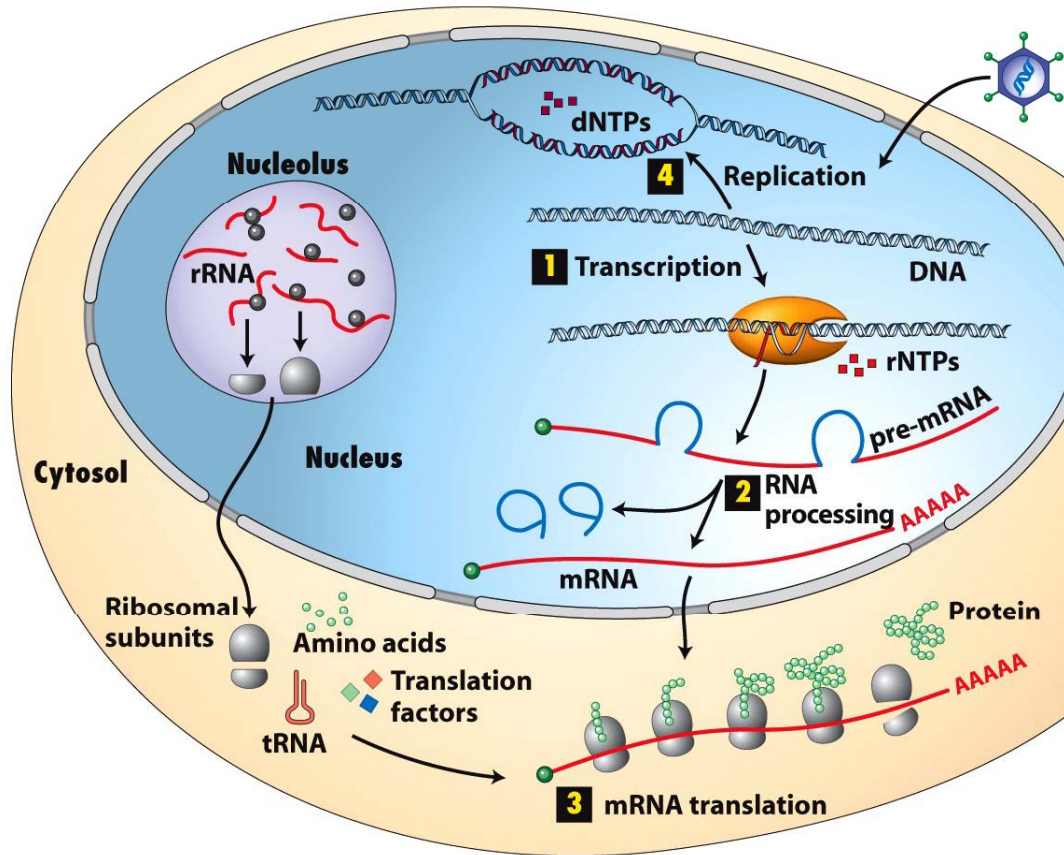 dNTPs
Nucleolus
4 Replication
rRNA
1 Transcription
DNA
rNTPs
pre-mRNA
Cytosol
Nucleus
2 RNA
processing
AAAAA
mRNA
Ribosomal
subunits
Amino acids
Protein
Translation
factors
AAAAA
tRNA
3 mRNA translation